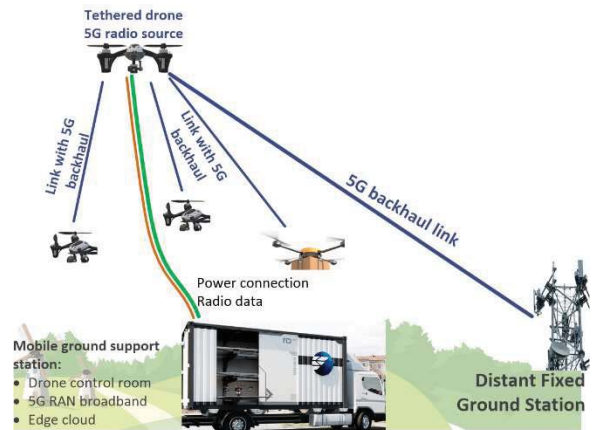 Tethered drone
5G radio source
Link with 5G
backhaul
Link with 5G
backhaul
Link with 5G
backhaul
5G backhaul link
Power connection
Radio data
Mobile ground support
station:
• Drone control room
• 5G RAN broadband
• Edge cloud
Distant Fixed
Ground Station